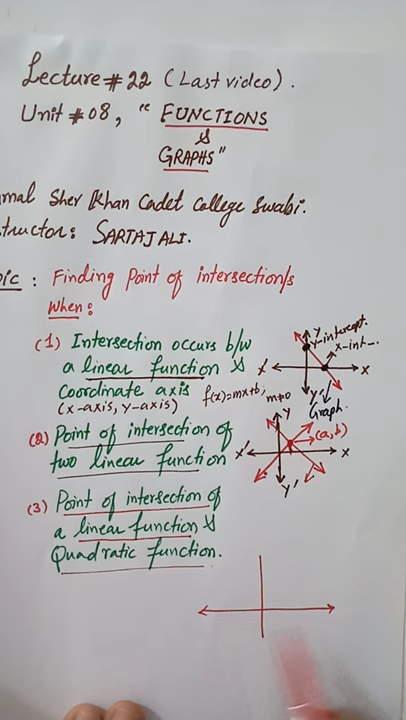 Lecture # 22 (Last video).
Unit # 08, " FUNCTIONS
&
GRAPHS"
rnal Sher Khan Cadet College Swabi.
tructor: SARTAJ ALI.
pic : Finding Point of intersection/s
When:
(1) Intersection occurs b/w
a linear function &
Coordinate axis
(x-axis, y-axis)
f(x)=mx+b, m≠0
y
y-intercept.
x-int-.
x'
x
y'
Graph.
(2) Point of intersection of
two linear function
y
(a,b)
x'
x
y'
(3) Point of intersection of
a linear function &
Quadratic function.